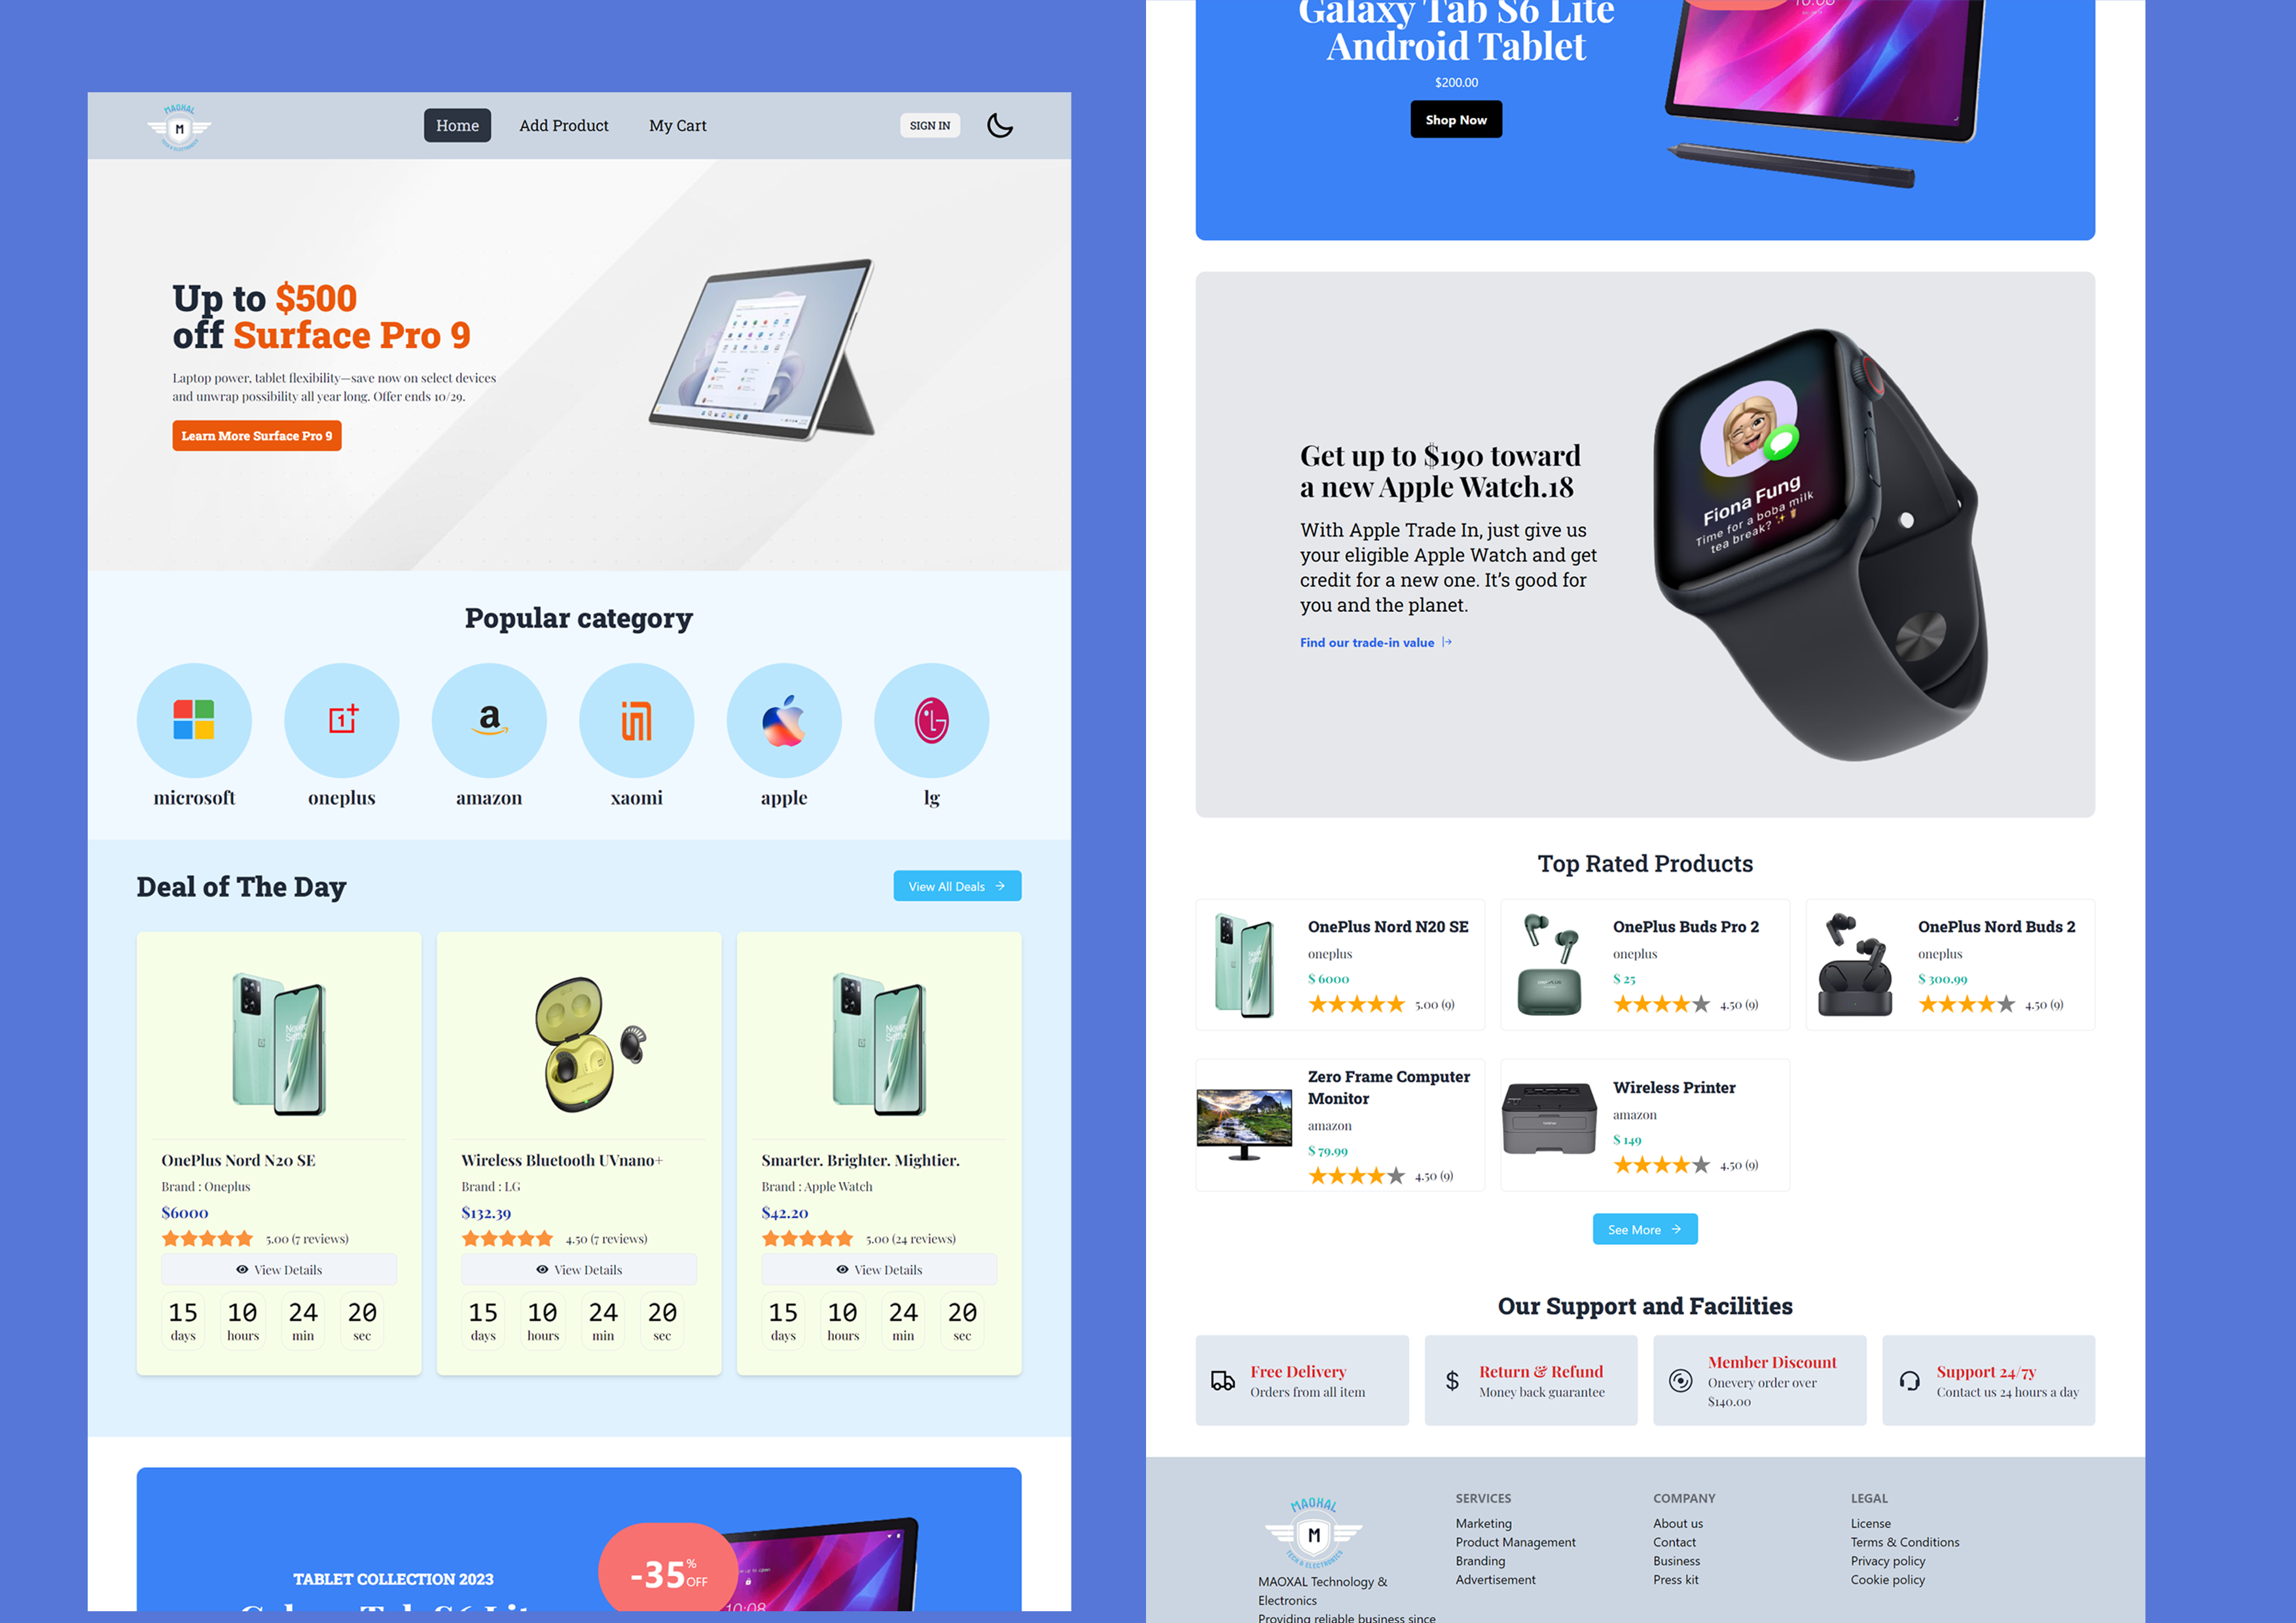 MAOXAL
M
TECH & ELECTRONICS
Home
Add Product
My Cart
SIGN IN
Up to $500
off Surface Pro 9
Laptop power, tablet flexibility—save now on select devices
and unwrap possibility all year long. Offer ends 10/29.
Learn More Surface Pro 9
Popular category
microsoft
oneplus
amazon
xaomi
apple
lg
Deal of The Day
View All Deals
OnePlus Nord N20 SE
Brand : Oneplus
$6000
5.00 (7 reviews)
View Details
15 10 24 20
days hours min sec
Wireless Bluetooth UVnano+
Brand : LG
$132.39
4.50 (7 reviews)
View Details
15 10 24 20
days hours min sec
Smarter. Brighter. Mightier.
Brand : Apple Watch
$42.20
5.00 (24 reviews)
View Details
15 10 24 20
days hours min sec
TABLET COLLECTION 2023
-35% OFF
10:08
Galaxy Tab S6 Lite
Android Tablet
$200.00
Shop Now
Get up to $190 toward
a new Apple Watch.18
With Apple Trade In, just give us
your eligible Apple Watch and get
credit for a new one. It's good for
you and the planet.
Find our trade-in value
Fiona Fung
Time for a boba milk
tea break?
Top Rated Products
OnePlus Nord N20 SE
oneplus
$ 6000
5.00 (9)
OnePlus Buds Pro 2
oneplus
$ 25
4.50 (9)
OnePlus Nord Buds 2
oneplus
$ 300.99
4.50 (9)
Zero Frame Computer
Monitor
amazon
$ 79.99
4.50 (9)
Wireless Printer
amazon
$ 149
4.50 (9)
See More
Our Support and Facilities
Free Delivery
Orders from all item
Return & Refund
Money back guarantee
Member Discount
Onevery order over
$140.00
Support 24/7y
Contact us 24 hours a day
MAOXAL
M
TECH & ELECTRONICS
MAOXAL Technology &
Electronics
Providing reliable business since
SERVICES
Marketing
Product Management
Branding
Advertisement
COMPANY
About us
Contact
Business
Press kit
LEGAL
License
Terms & Conditions
Privacy policy
Cookie policy